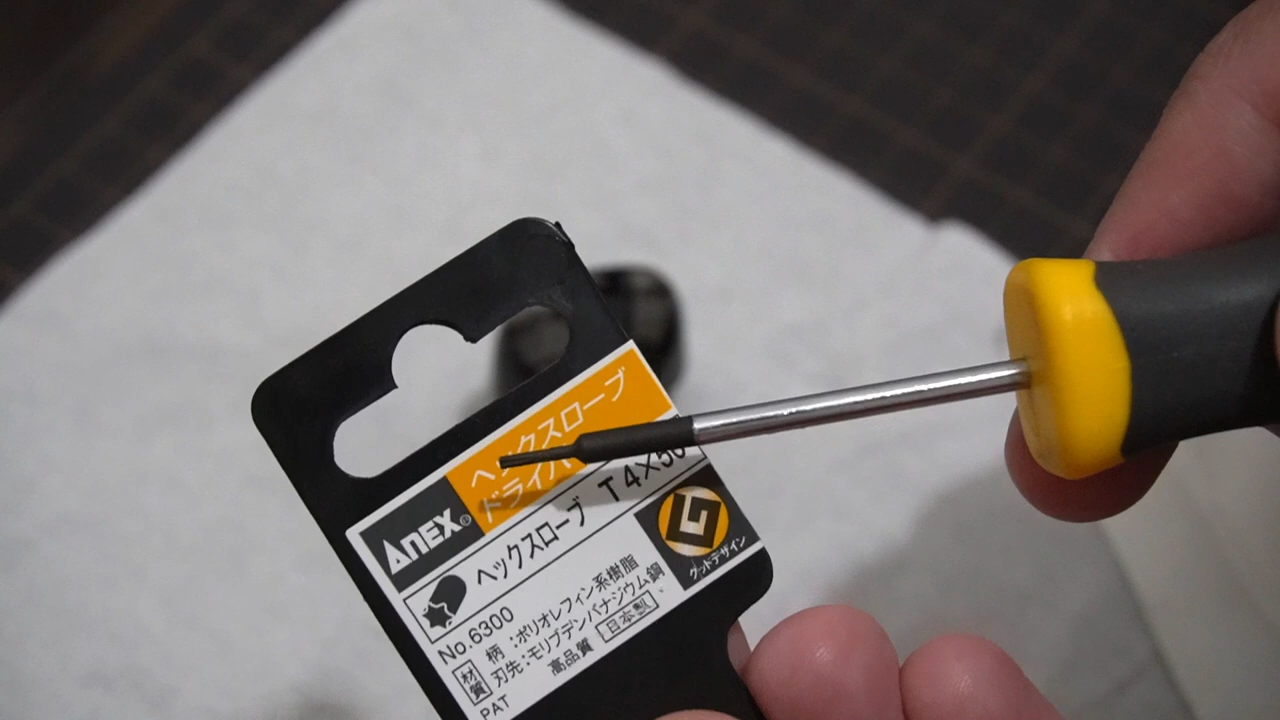 ヘックスローブ
ドライバー
ANEX®
ヘックスローブ T4×50
グッドデザイン
No.6300
材質
柄:ポリオレフィン系樹脂
刃先:モリブデンバナジウム鋼
高品質 日本製
PAT